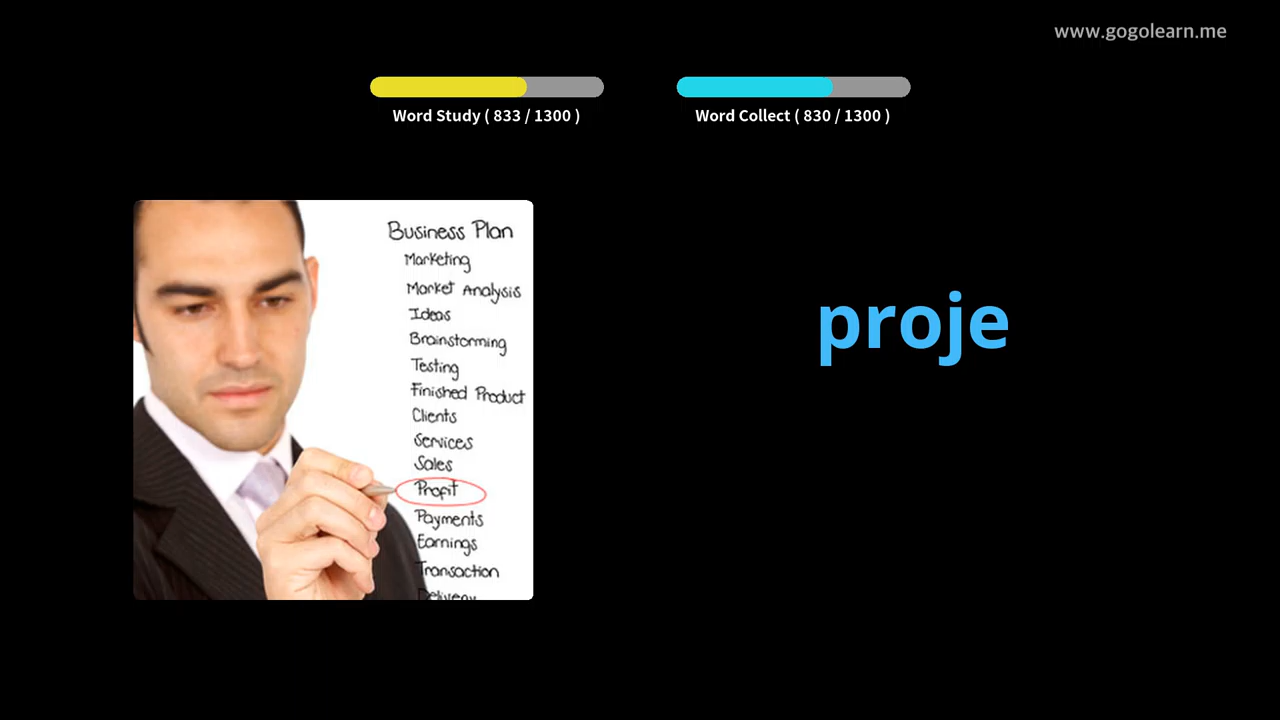 www.gogolearn.me
Word Study ( 833 / 1300 )
Word Collect ( 830 / 1300 )
Business Plan
Marketing
Market Analysis
Ideas
Brainstorming
Testing
Finished Product
Clients
Services
Sales
Profit
Payments
Earnings
Transaction
Delivery
proje